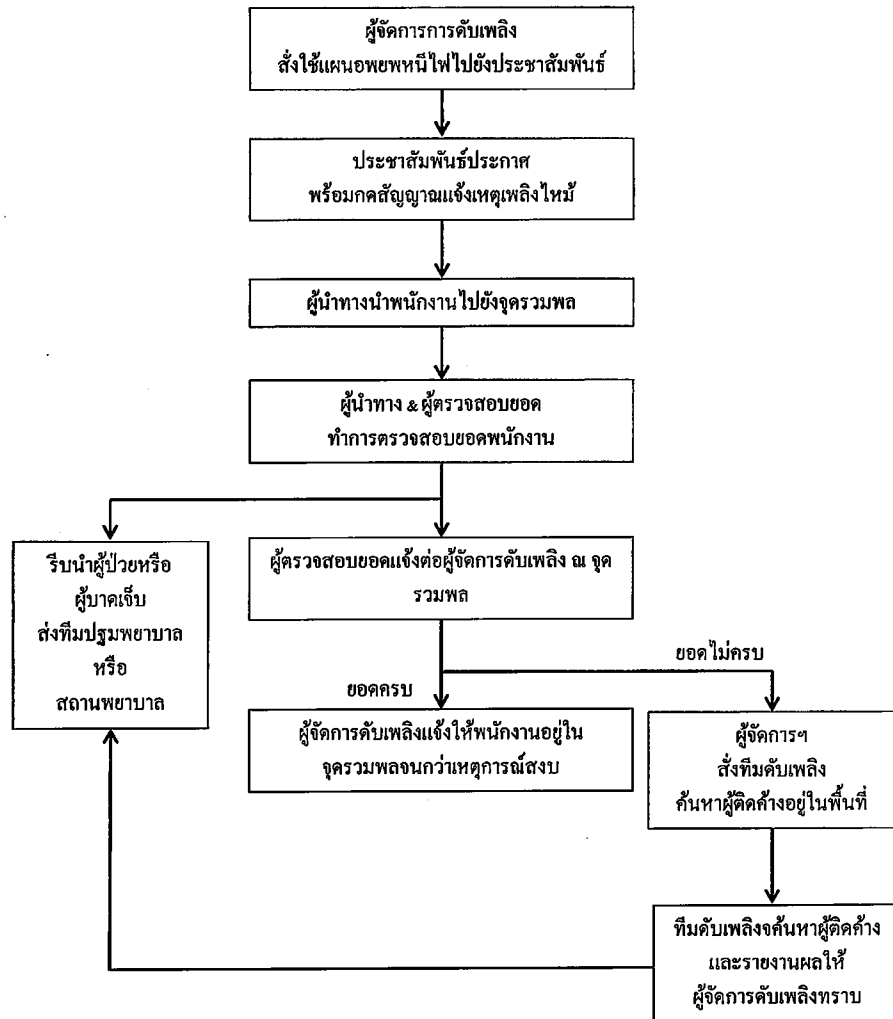 ผู้จัดการการดับเพลิง
สั่งใช้แผนอพยพหนีไฟไปยังประชาสัมพันธ์
ประชาสัมพันธ์ประกาศ
พร้อมกดสัญญาณแจ้งเหตุเพลิงไหม้
ผู้นำทางนำพนักงานไปยังจุดรวมพล
ผู้นำทาง & ผู้ตรวจสอบยอด
ทำการตรวจสอบยอดพนักงาน
รีบนำผู้ป่วยหรือ
ผู้บาดเจ็บ
ส่งทีมปฐมพยาบาล
หรือ
สถานพยาบาล
ผู้ตรวจสอบยอดแจ้งต่อผู้จัดการดับเพลิง ณ จุด
รวมพล
ยอดไม่ครบ
ยอดครบ
ผู้จัดการดับเพลิงแจ้งให้พนักงานอยู่ใน
จุดรวมพลจนกว่าเหตุการณ์สงบ
ผู้จัดการฯ
สั่งทีมดับเพลิง
ค้นหาผู้ติดค้างอยู่ในพื้นที่
ทีมดับเพลิงจค้นหาผู้ติดค้าง
และรายงานผลให้
ผู้จัดการดับเพลิงทราบ